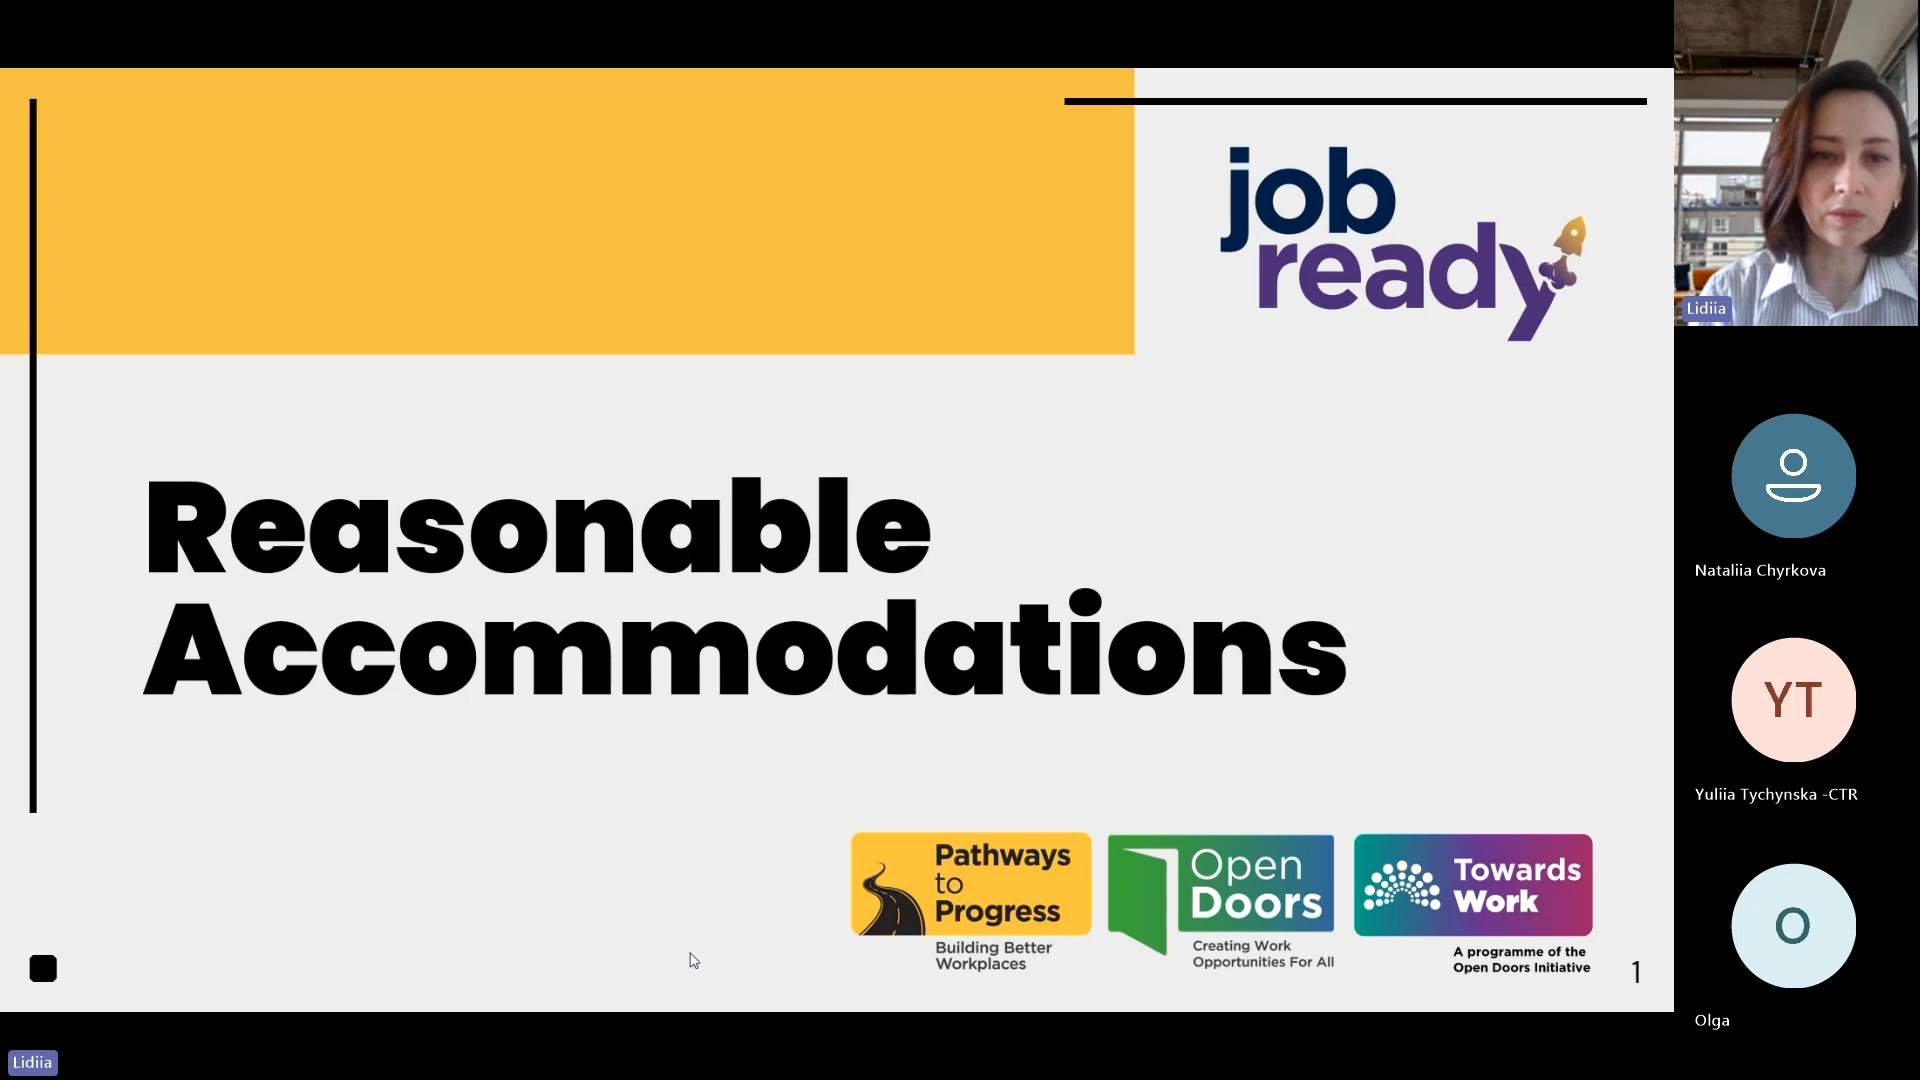 job
ready
Reasonable
Accommodations
Pathways
to
Progress
Building Better
Workplaces
Open
Doors
Creating Work
Opportunities For All
Towards
Work
A programme of the
Open Doors Initiative
1
Lidiia
Nataliia Chyrkova
YT
Yuliia Tychynska -CTR
O
Olga
Lidiia